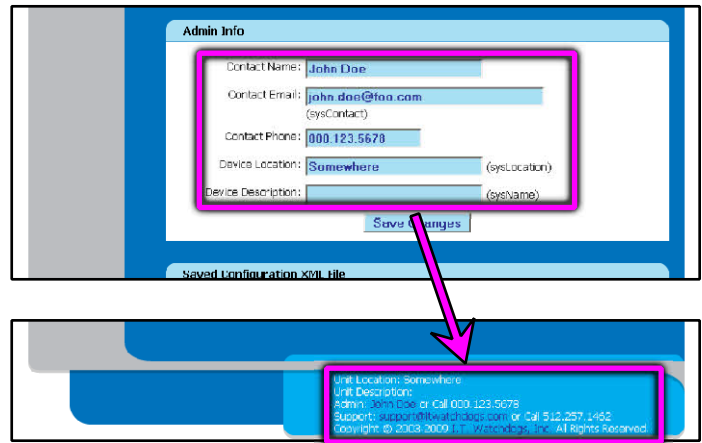 Admin Info
Contact Name: John Doe
Contact Email: john.doe@foo.com
(sysContact)
Contact Phone: 000.123.5678
Device Location: Somewhere (sysLocation)
Device Description: (sysName)
Save Changes
Saved Configuration XML File
Unit Location: Somewhere
Unit Description:
Admin: John Doe or Call 000.123.5678
Support: support@itwatchdogs.com or Call 512.257.1462
Copyright © 2003-2009 I.T. Watchdogs, Inc. All Rights Reserved.